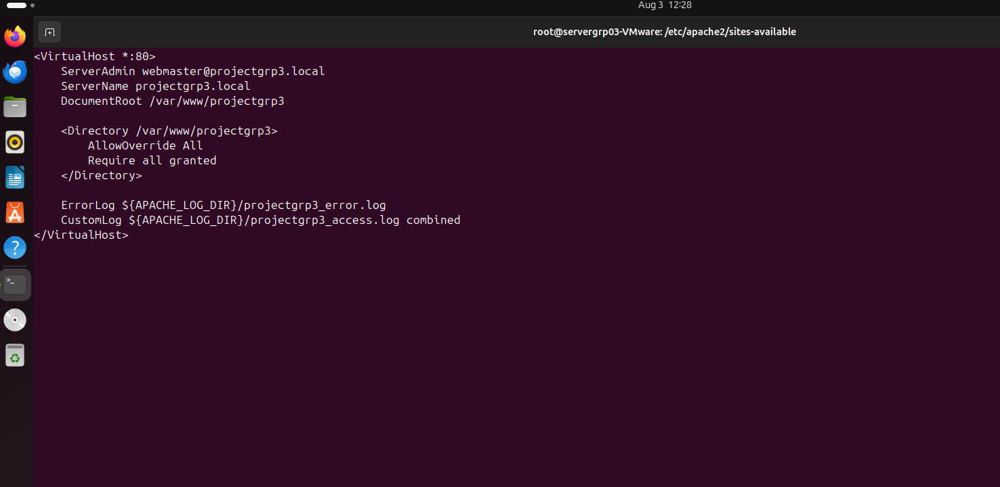 Aug 3 12:28
root@servergrp03-VMware: /etc/apache2/sites-available
<VirtualHost *:80>
    ServerAdmin webmaster@projectgrp3.local
    ServerName projectgrp3.local
    DocumentRoot /var/www/projectgrp3

    <Directory /var/www/projectgrp3>
        AllowOverride All
        Require all granted
    </Directory>

    ErrorLog ${APACHE_LOG_DIR}/projectgrp3_error.log
    CustomLog ${APACHE_LOG_DIR}/projectgrp3_access.log combined
</VirtualHost>